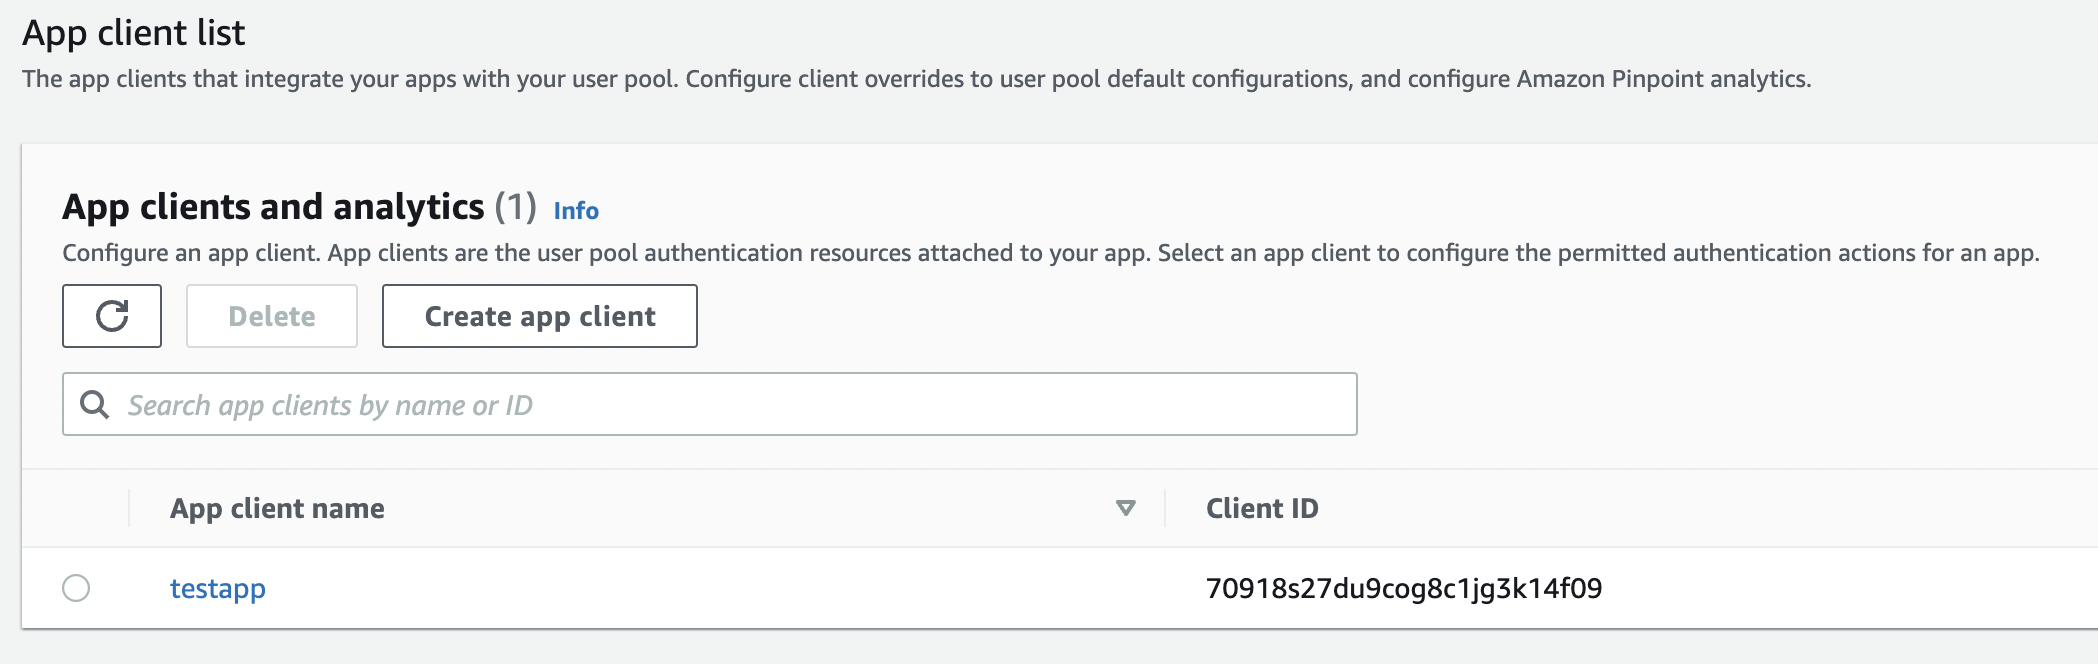 App client list
The app clients that integrate your apps with your user pool. Configure client overrides to user pool default configurations, and configure Amazon Pinpoint analytics.
App clients and analytics (1) Info
Configure an app client. App clients are the user pool authentication resources attached to your app. Select an app client to configure the permitted authentication actions for an app.
Delete Create app client
Search app clients by name or ID
App client name Client ID
testapp 70918s27du9cog8c1jg3k14f09